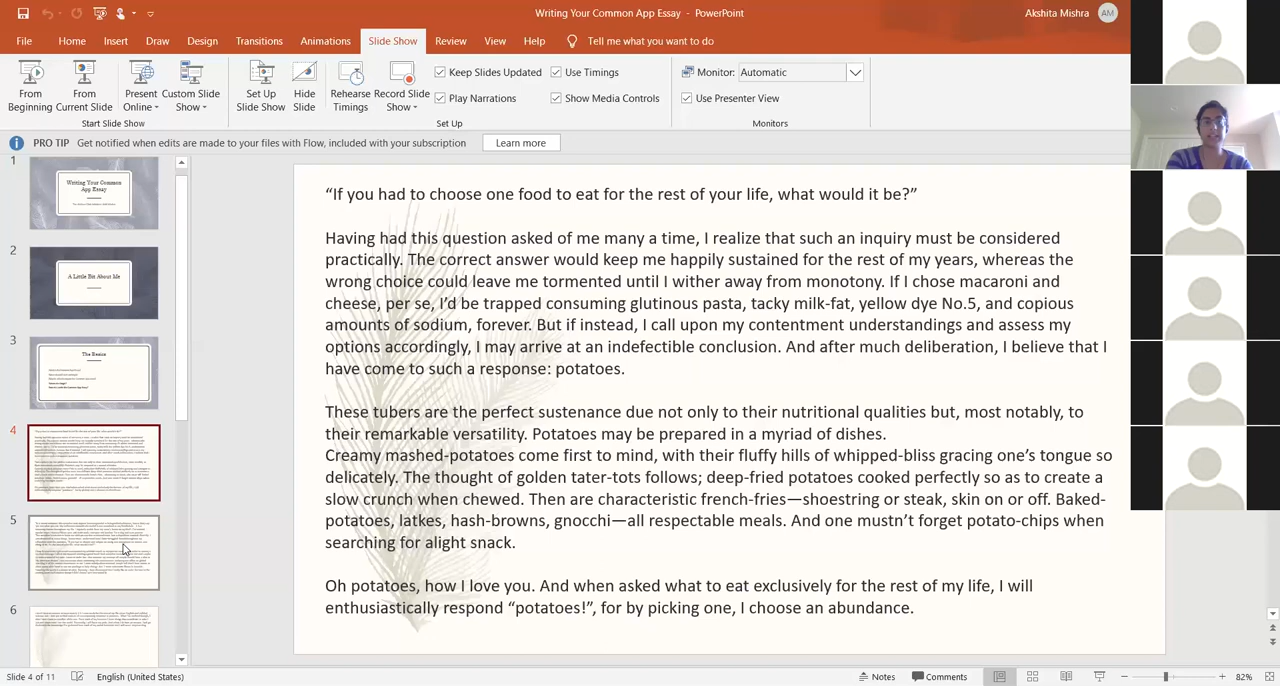 Writing Your Common App Essay - PowerPoint
Akshita Mishra AM
File Home Insert Draw Design Transitions Animations Slide Show Review View Help Tell me what you want to do
From Beginning
From Current Slide
Present Online
Custom Slide Show
Start Slide Show
Set Up Slide Show
Hide Slide
Rehearse Timings
Record Slide Show
Keep Slides Updated
Use Timings
Play Narrations
Show Media Controls
Set Up
Monitor: Automatic
Use Presenter View
Monitors
PRO TIP Get notified when edits are made to your files with Flow, included with your subscription Learn more
1
Writing Your Common
App Essay
2
A Little Bit About Me
3
The Basics
4
5
6
“If you had to choose one food to eat for the rest of your life, what would it be?”
Having had this question asked of me many a time, I realize that such an inquiry must be considered
practically. The correct answer would keep me happily sustained for the rest of my years, whereas the
wrong choice could leave me tormented until I wither away from monotony. If I chose macaroni and
cheese, per se, I’d be trapped consuming glutinous pasta, tacky milk-fat, yellow dye No.5, and copious
amounts of sodium, forever. But if instead, I call upon my contentment understandings and assess my
options accordingly, I may arrive at an indefectible conclusion. And after much deliberation, I believe that I
have come to such a response: potatoes.
These tubers are the perfect sustenance due not only to their nutritional qualities but, most notably, to
their remarkable versatility. Potatoes may be prepared in a myriad of dishes.
Creamy mashed-potatoes come first to mind, with their fluffy hills of whipped-bliss gracing one’s tongue so
delicately. The thought of golden tater-tots follows; deep-fried potatoes cooked perfectly so as to create a
slow crunch when chewed. Then are characteristic french-fries—shoestring or steak, skin on or off. Baked-
potatoes, latkes, hash-browns, gnocchi—all respectable meals. And one mustn’t forget potato-chips when
searching for alight snack.
Oh potatoes, how I love you. And when asked what to eat exclusively for the rest of my life, I will
enthusiastically respond “potatoes!”, for by picking one, I choose an abundance.
Slide 4 of 11 English (United States) Notes Comments 82%